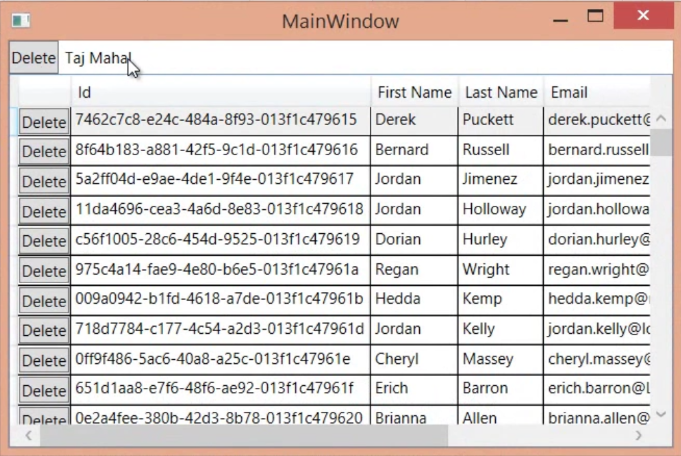 MainWindow
Delete Taj Mahal
Id First Name Last Name Email
Delete 7462c7c8-e24c-484a-8f93-013f1c479615 Derek Puckett derek.puckett@
Delete 8f64b183-a881-42f5-9c1d-013f1c479616 Bernard Russell bernard.russell
Delete 5a2ff04d-e9ae-4de1-9f4e-013f1c479617 Jordan Jimenez jordan.jimenez
Delete 11da4696-cea3-4a6d-8e83-013f1c479618 Jordan Holloway jordan.hollowa
Delete c56f1005-28c6-454d-9525-013f1c479619 Dorian Hurley dorian.hurley@
Delete 975c4a14-fae9-4e80-b6e5-013f1c47961a Regan Wright regan.wright@
Delete 009a0942-b1fd-4618-a7de-013f1c47961b Hedda Kemp hedda.kemp@
Delete 718d7784-c177-4c54-a2d3-013f1c47961d Jordan Kelly jordan.kelly@lo
Delete 0ff9f486-5ac6-40a8-a25c-013f1c47961e Cheryl Massey cheryl.massey@
Delete 651d1aa8-e7f6-48f6-ae92-013f1c47961f Erich Barron erich.barron@L
Delete 0e2a4fee-380b-42d3-8b78-013f1c479620 Brianna Allen brianna.allen@